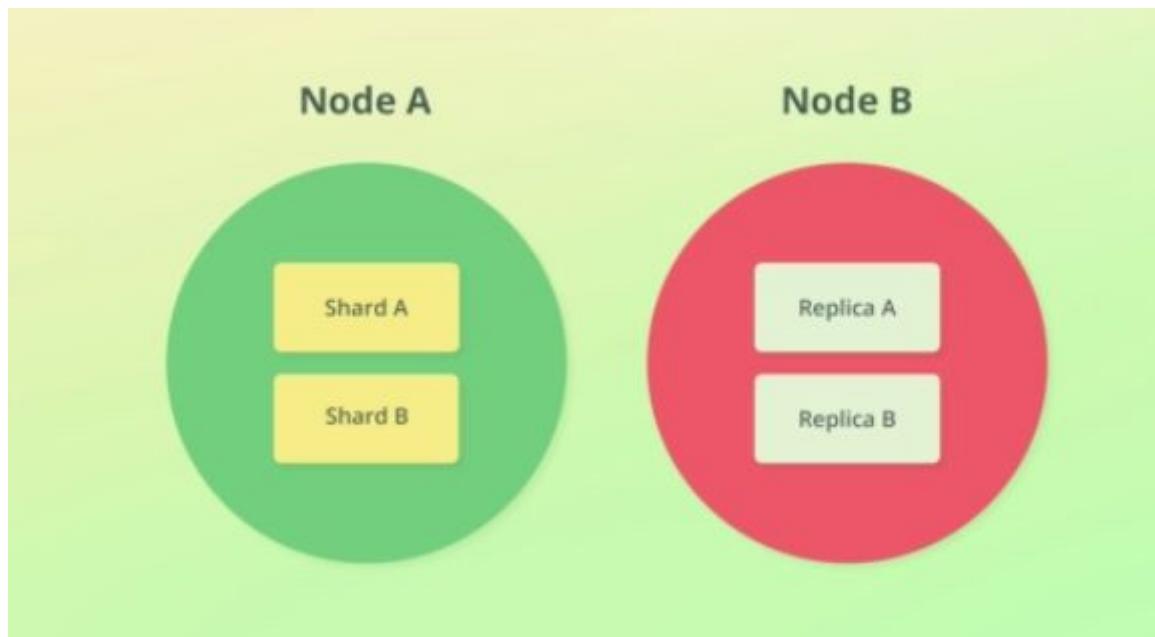 Node A
Node B
Shard A
Shard B
Replica A
Replica B